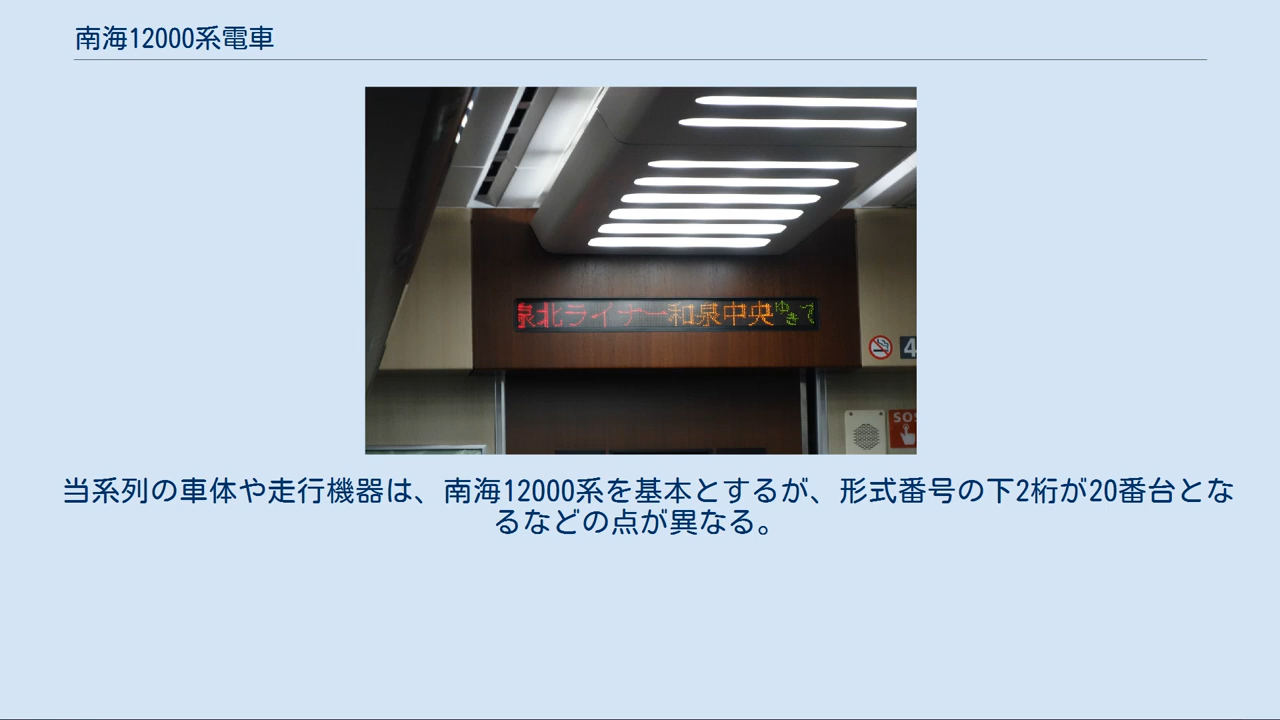 南海12000系電車
泉北ライナー和泉中央ゆきで
4
SOS
当系列の車体や走行機器は、南海12000系を基本とするが、形式番号の下2桁が20番台とな
るなどの点が異なる。